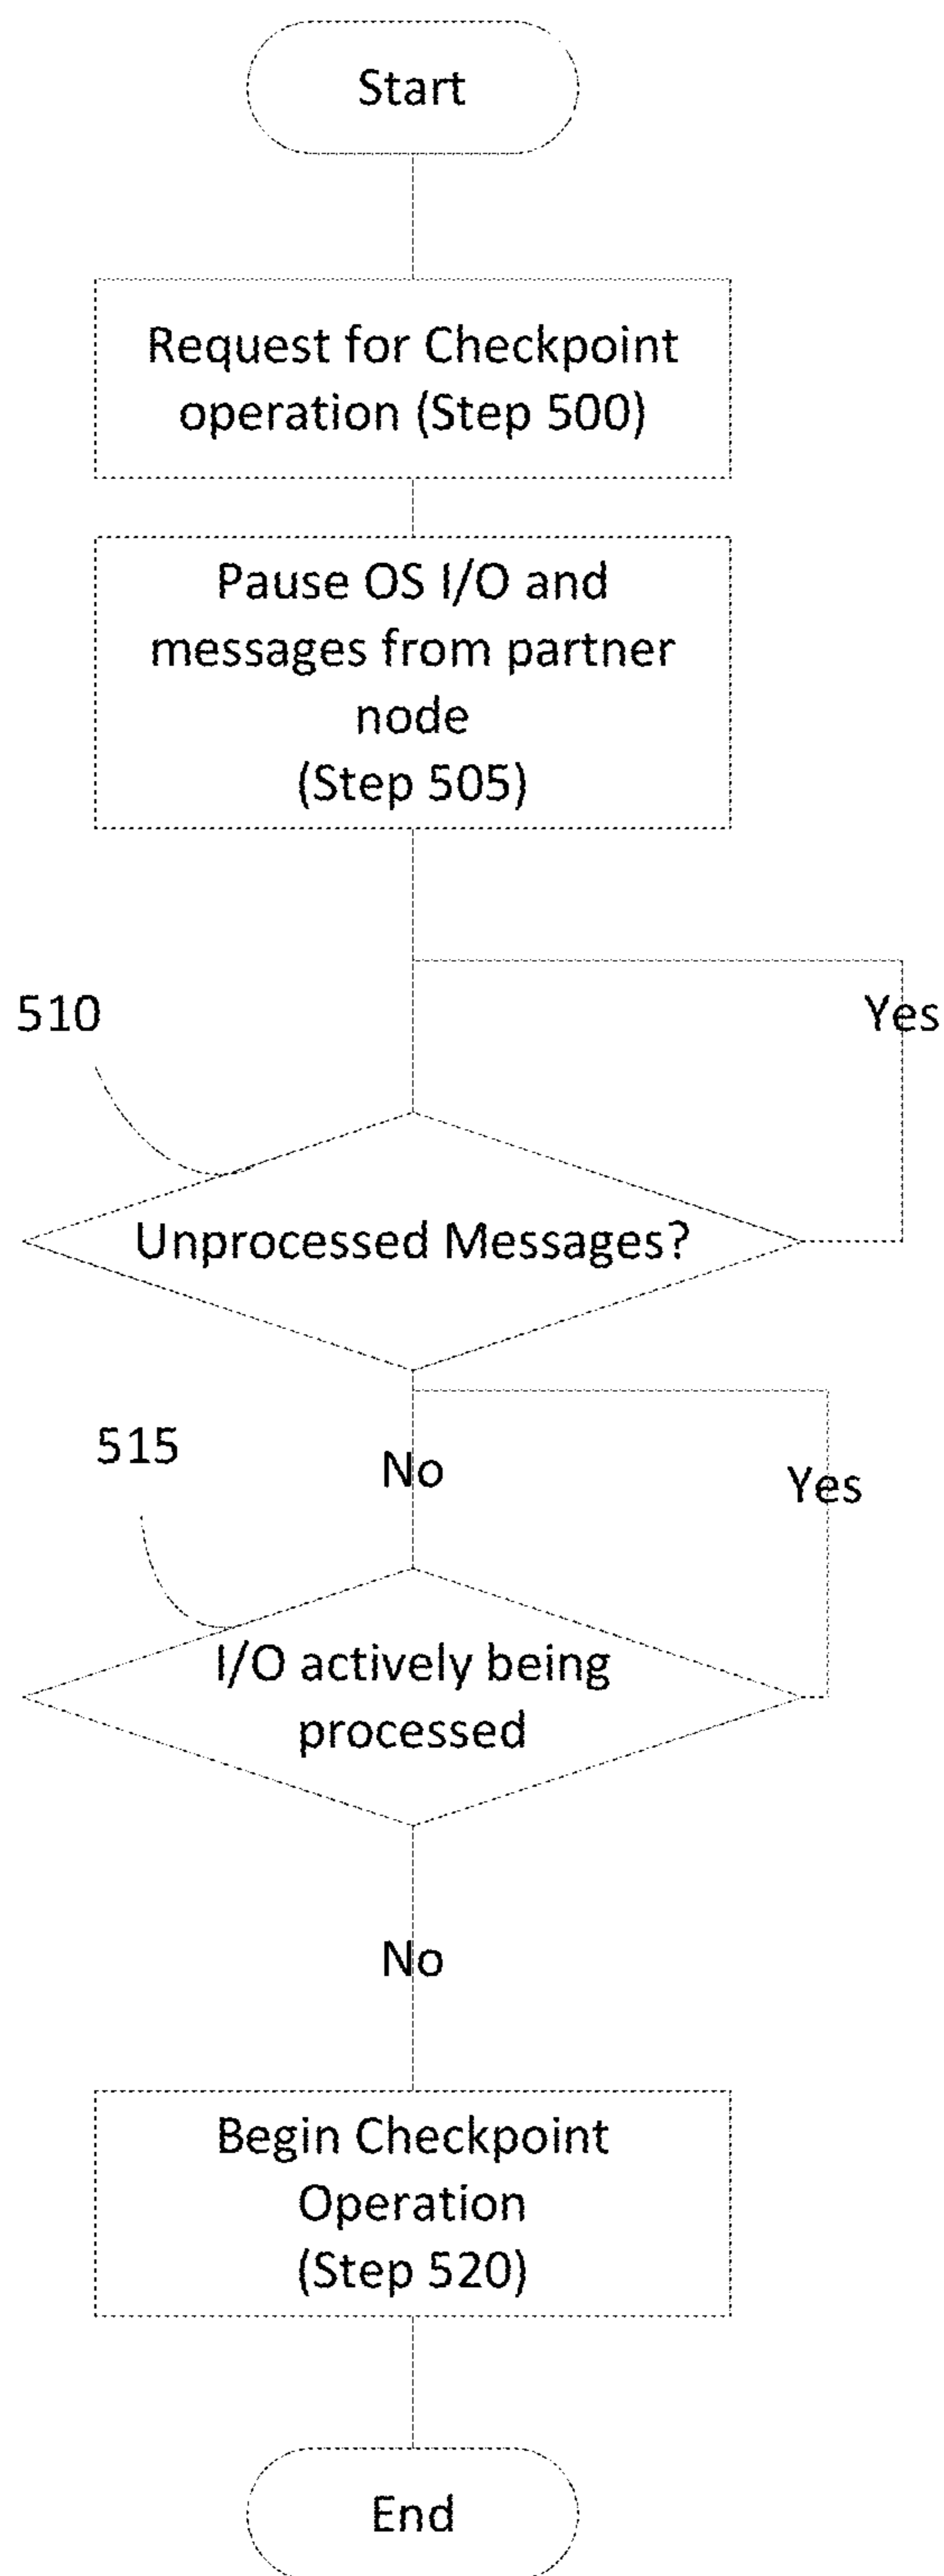 Start
Request for Checkpoint
operation (Step 500)
Pause OS I/O and
messages from partner
node
(Step 505)
510
Yes
Unprocessed Messages?
515
No
Yes
I/O actively being
processed
No
Begin Checkpoint
Operation
(Step 520)
End